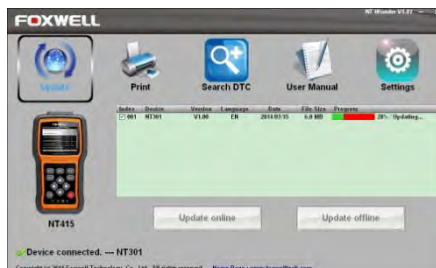 NT Wonder V1.07
FOXWELL
Update
Print
Search DTC
User Manual
Settings
Index Device Version Language Date File Size Progress
001 NT301 V1.00 EN 2014/07/15 6.0 MB 20% Updating...
NT415
Update online
Update offline
Device connected. --- NT301